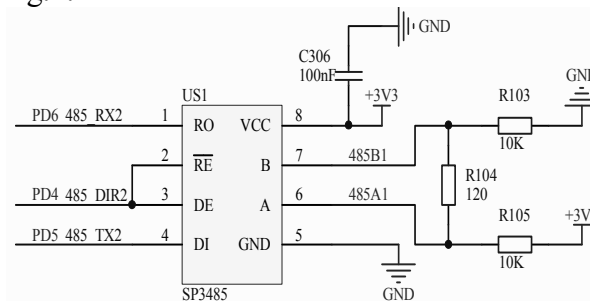 GND
C306
100nF
+3V3
US1
R103
GND
PD6 485_RX2 1 RO VCC 8
10K
2 RE B 7 485B1
R104
120
PD4 485_DIR2 3 DE A 6 485A1
R105
+3V
PD5 485_TX2 4 DI GND 5
10K
SP3485
GND